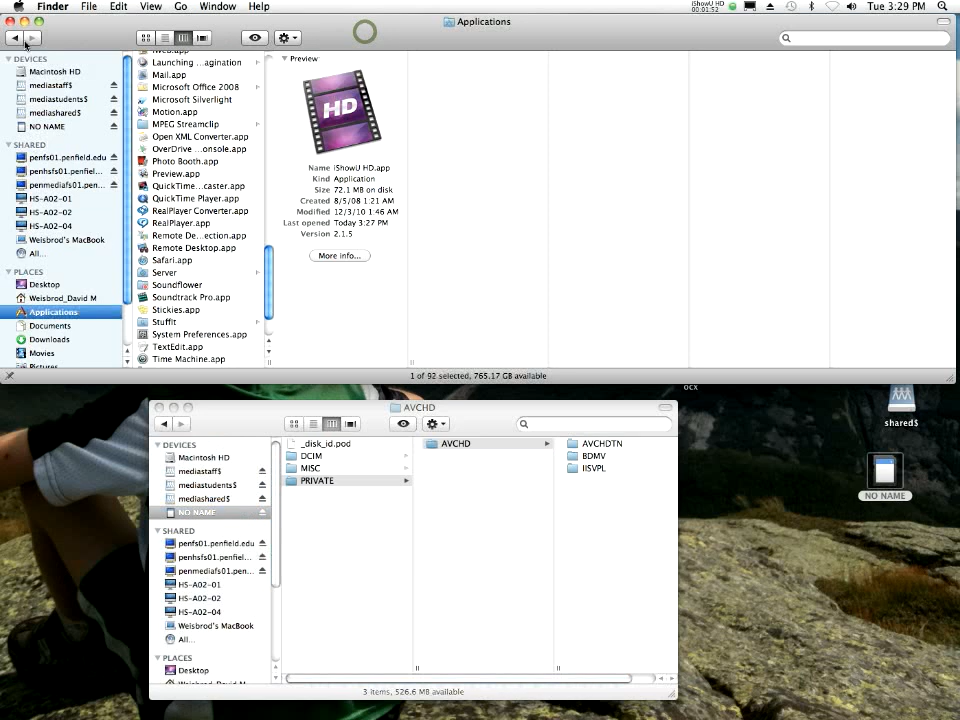 Finder File Edit View Go Window Help
iShowU HD
00:01:52
Tue 3:29 PM
Applications
DEVICES
Macintosh HD
mediastaff$
mediastudents$
mediashared$
NO NAME
SHARED
penfs01.penfield.edu
penhsfs01.penfiel...
penmediafs01.pen...
HS-A02-01
HS-A02-02
HS-A02-04
Weisbrod's MacBook
All...
PLACES
Desktop
Weisbrod_David M
Applications
Documents
Downloads
Movies
Pictures
Launching ...agination
Mail.app
Microsoft Office 2008
Microsoft Silverlight
Motion.app
MPEG Streamclip
Open XML Converter.app
OverDrive ...onsole.app
Photo Booth.app
Preview.app
QuickTime...caster.app
QuickTime Player.app
RealPlayer Converter.app
RealPlayer.app
Remote De...ection.app
Remote Desktop.app
Safari.app
Server
Soundflower
Soundtrack Pro.app
Stickies.app
StuffIt
System Preferences.app
TextEdit.app
Time Machine.app
Preview
HD
Name iShowU HD.app
Kind Application
Size 72.1 MB on disk
Created 8/5/08 1:21 AM
Modified 12/3/10 1:46 AM
Last opened Today 3:27 PM
Version 2.1.5
More info...
1 of 92 selected, 765.17 GB available
ocx
shared$
NO NAME
AVCHD
DEVICES
Macintosh HD
mediastaff$
mediastudents$
mediashared$
NO NAME
SHARED
penfs01.penfield.edu
penhsfs01.penfiel...
penmediafs01.pen...
HS-A02-01
HS-A02-02
HS-A02-04
Weisbrod's MacBook
All...
PLACES
Desktop
_disk_id.pod
DCIM
MISC
PRIVATE
AVCHD
AVCHDTN
BDMV
IISVPL
3 items, 526.6 MB available